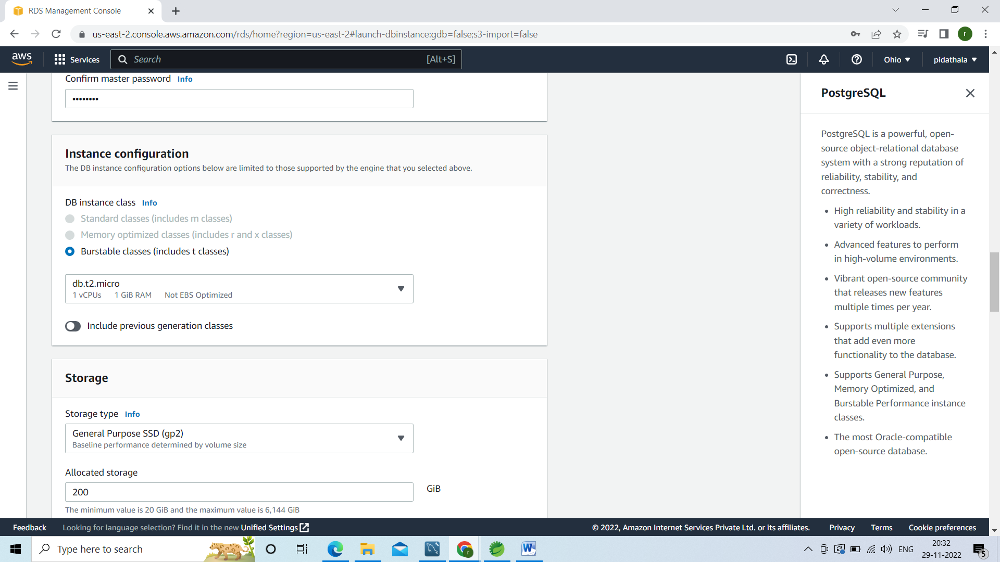 RDS Management Console
us-east-2.console.aws.amazon.com/rds/home?region=us-east-2#launch-dbinstance:gdb=false;s3-import=false
r
aws
Services
Search
[Alt+S]
Ohio
pidathala
Confirm master password Info
••••••••
Instance configuration
The DB instance configuration options below are limited to those supported by the engine that you selected above.
DB instance class Info
Standard classes (includes m classes)
Memory optimized classes (includes r and x classes)
Burstable classes (includes t classes)
db.t2.micro
1 vCPUs 1 GiB RAM Not EBS Optimized
Include previous generation classes
Storage
Storage type Info
General Purpose SSD (gp2)
Baseline performance determined by volume size
Allocated storage
200
GiB
The minimum value is 20 GiB and the maximum value is 6,144 GiB
PostgreSQL
PostgreSQL is a powerful, open-
source object-relational database
system with a strong reputation of
reliability, stability, and
correctness.
• High reliability and stability in a
variety of workloads.
• Advanced features to perform
in high-volume environments.
• Vibrant open-source community
that releases new features
multiple times per year.
• Supports multiple extensions
that add even more
functionality to the database.
• Supports General Purpose,
Memory Optimized, and
Burstable Performance instance
classes.
• The most Oracle-compatible
open-source database.
Feedback
Looking for language selection? Find it in the new Unified Settings
© 2022, Amazon Internet Services Private Ltd. or its affiliates.
Privacy
Terms
Cookie preferences
Type here to search
r
W
ENG
20:32
29-11-2022
5